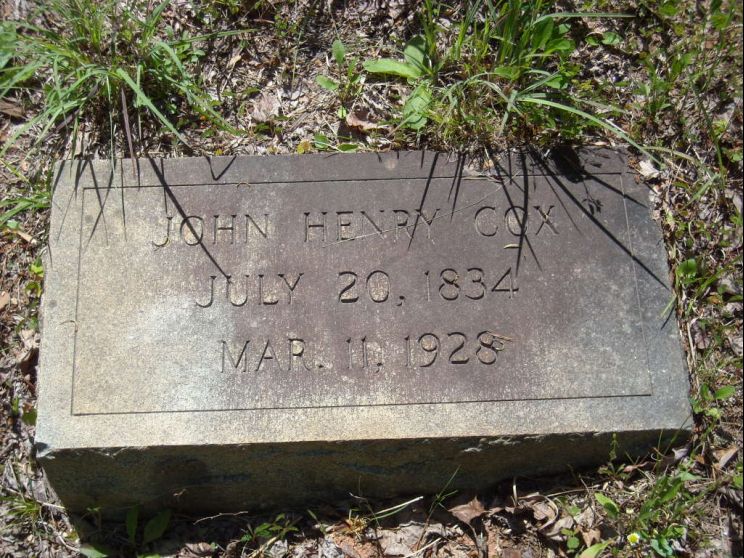 JOHN HENRY COX
JULY 20, 1834
MAR. 11, 1928